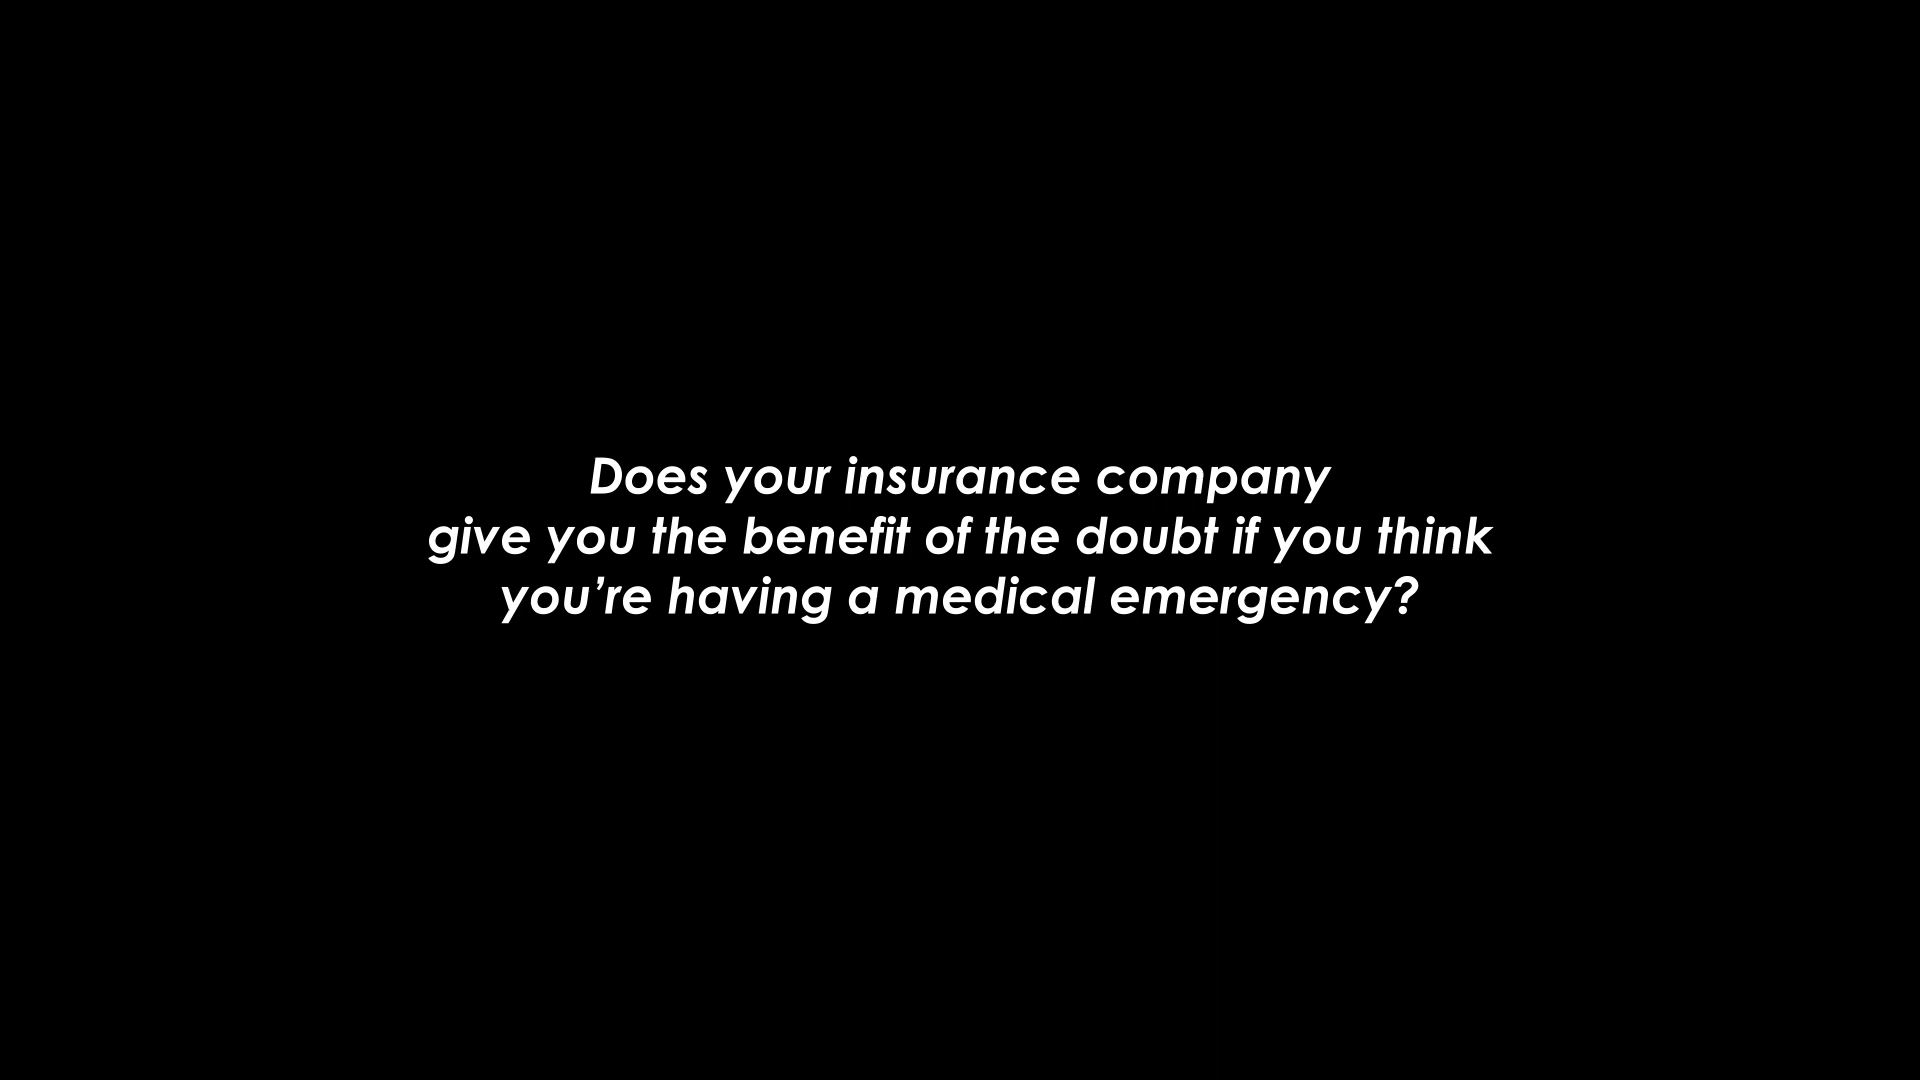 Does your insurance company
give you the benefit of the doubt if you think
you’re having a medical emergency?